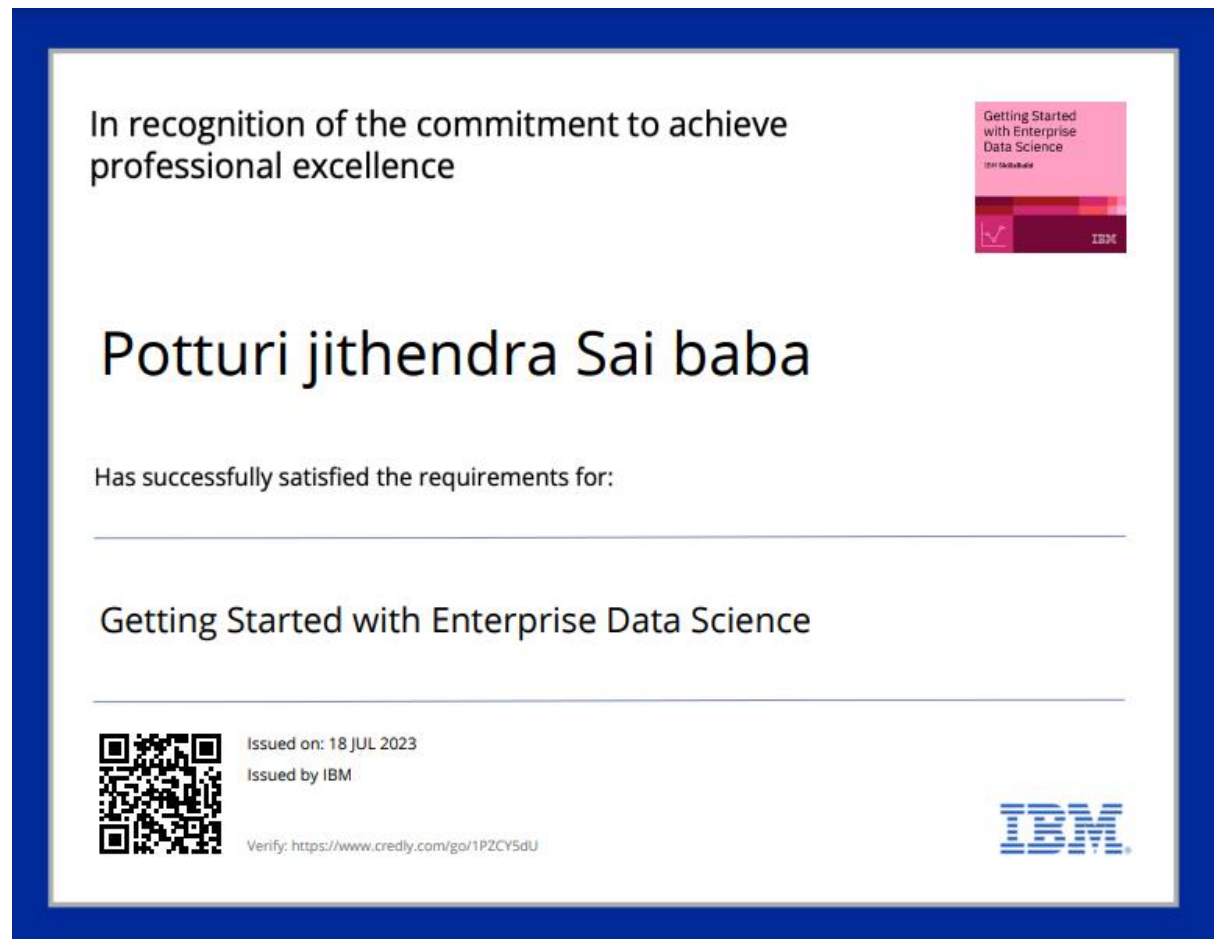 In recognition of the commitment to achieve
professional excellence
Getting Started
with Enterprise
Data Science
IBM SkillsBuild
IBM
Potturi jithendra Sai baba
Has successfully satisfied the requirements for:
Getting Started with Enterprise Data Science
Issued on: 18 JUL 2023
Issued by IBM
Verify: https://www.credly.com/go/1PZCY5dU
IBM.